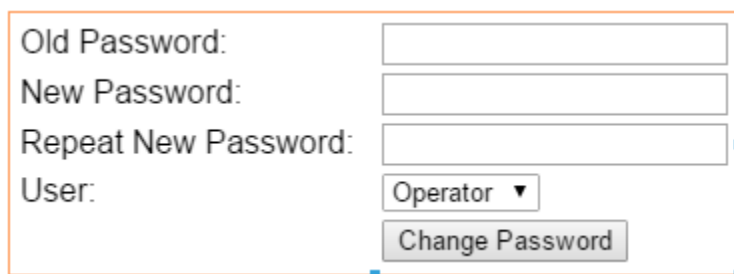 Old Password:
New Password:
Repeat New Password:
User: Operator ▼
Change Password